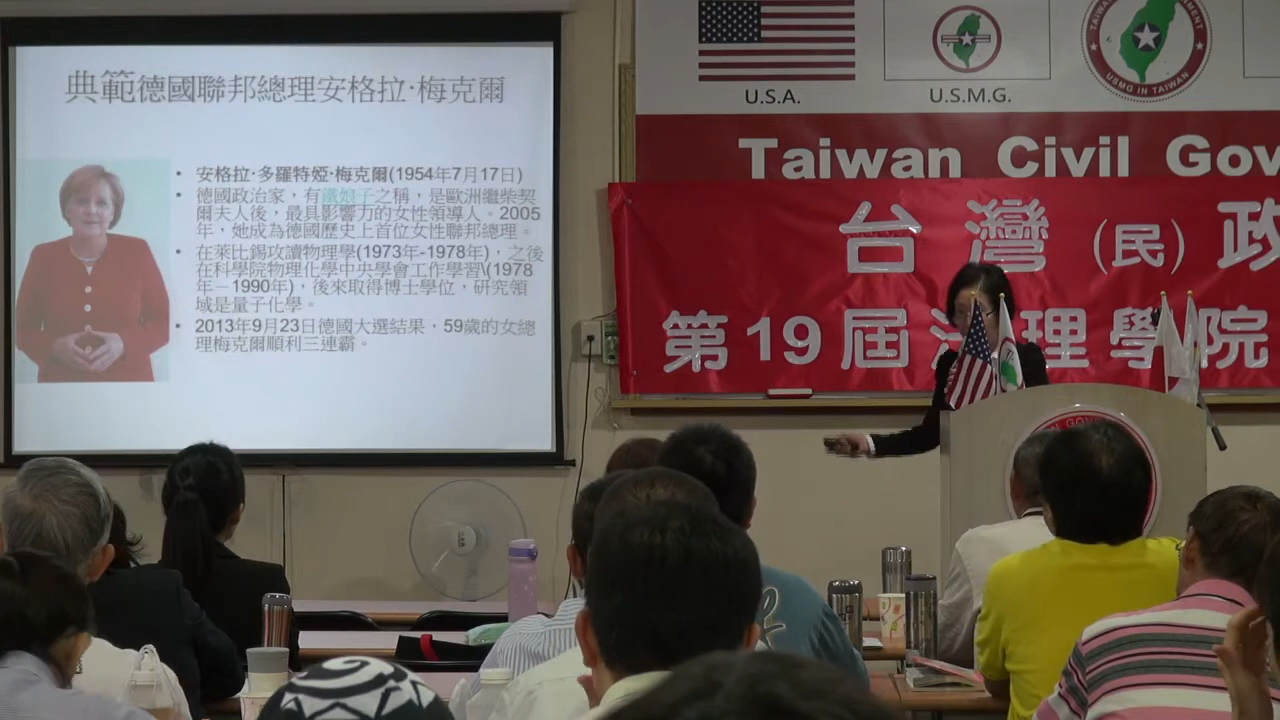 典範德國聯邦總理安格拉·梅克爾
• 安格拉·多羅特婭·梅克爾(1954年7月17日)
• 德國政治家，有鐵娘子之稱，是歐洲繼柴契
爾夫人後，最具影響力的女性領導人。2005
年，她成為德國歷史上首位女性聯邦總理。
• 在萊比錫攻讀物理學(1973年-1978年)，之後
在科學院物理化學中央學會工作學習\(1978
年－1990年)，後來取得博士學位，研究領
域是量子化學。
• 2013年9月23日德國大選結果，59歲的女總
理梅克爾順利三連霸。
U.S.A.
U.S.M.G.
USMG IN TAIWAN
Taiwan Civil Gov
台灣(民)政
第19屆法理學院